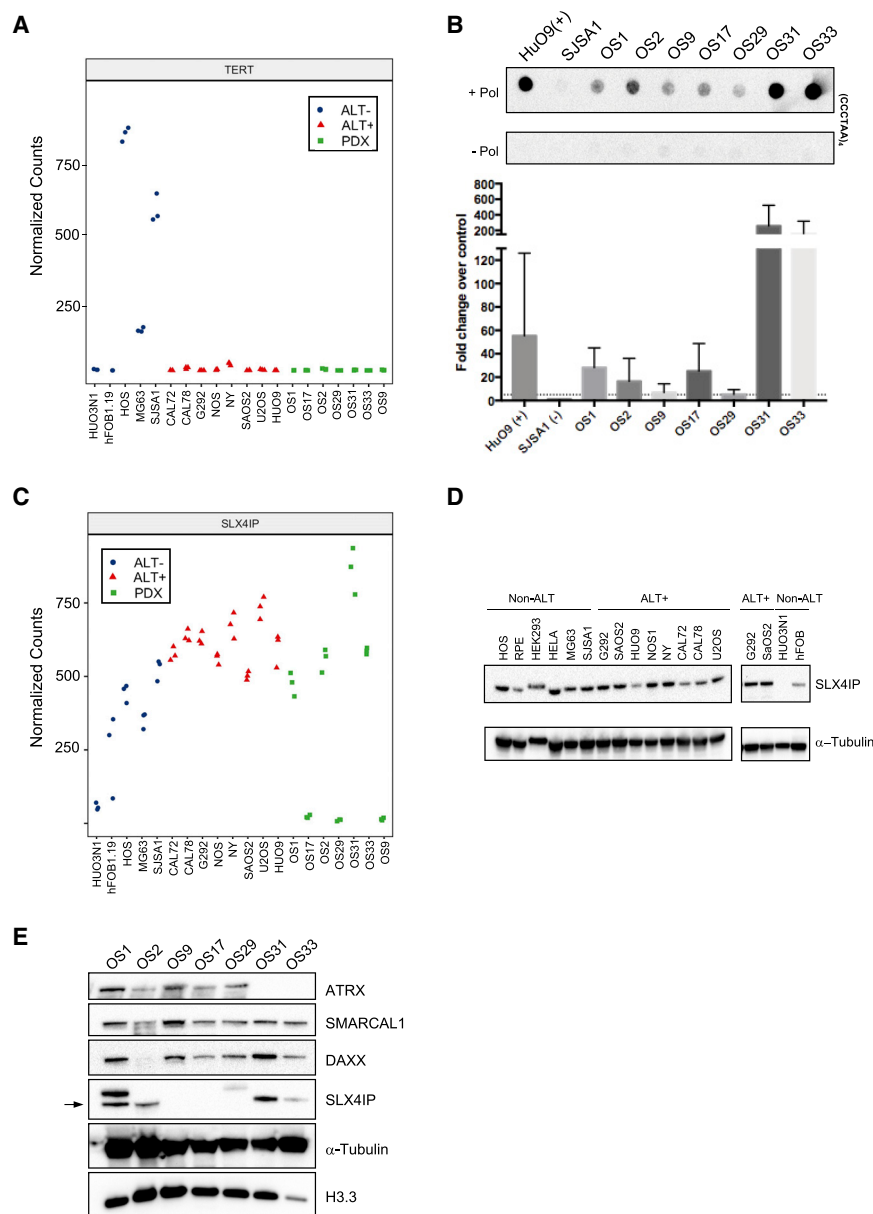 A
TERT
ALT-
ALT+
PDX
Normalized Counts
750
500
250
HUO3N1
hFOB1.19
HOS
MG63
SJSA1
CAL72
CAL78
G292
NOS
NY
SAOS2
U2OS
HUO9
OS1
OS17
OS2
OS29
OS31
OS33
OS9
B
HuO9(+)
SJSA1
OS1
OS2
OS9
OS17
OS29
OS31
OS33
+ Pol
- Pol
(CCCTAA)4
Fold change over control
800
600
400
200
120
100
80
60
40
20
0
HuO9 (+)
SJSA1 (-)
OS1
OS2
OS9
OS17
OS29
OS31
OS33
C
SLX4IP
ALT-
ALT+
PDX
Normalized Counts
750
500
250
HUO3N1
hFOB1.19
HOS
MG63
SJSA1
CAL72
CAL78
G292
NOS
NY
SAOS2
U2OS
HUO9
OS1
OS17
OS2
OS29
OS31
OS33
OS9
D
Non-ALT
ALT+
ALT+
Non-ALT
HOS
RPE
HEK293
HELA
MG63
SJSA1
G292
SAOS2
HUO9
NOS1
NY
CAL72
CAL78
U2OS
G292
SaOS2
HUO3N1
hFOB
SLX4IP
α-Tubulin
E
OS1
OS2
OS9
OS17
OS29
OS31
OS33
ATRX
SMARCAL1
DAXX
SLX4IP
α-Tubulin
H3.3